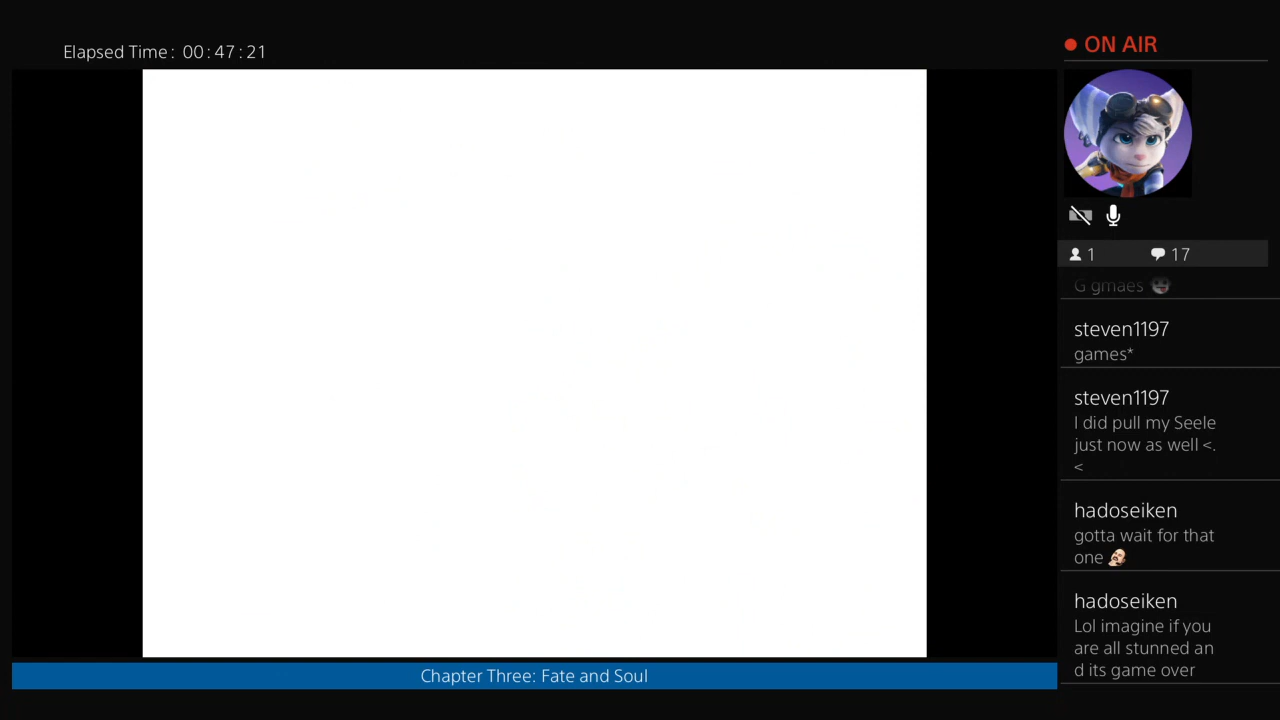 Elapsed Time: 00:47:21
ON AIR
1 17
G gmaes
steven1197
games*
steven1197
I did pull my Seele
just now as well <.
<
hadoseiken
gotta wait for that
one
hadoseiken
Lol imagine if you
are all stunned an
d its game over
Chapter Three: Fate and Soul